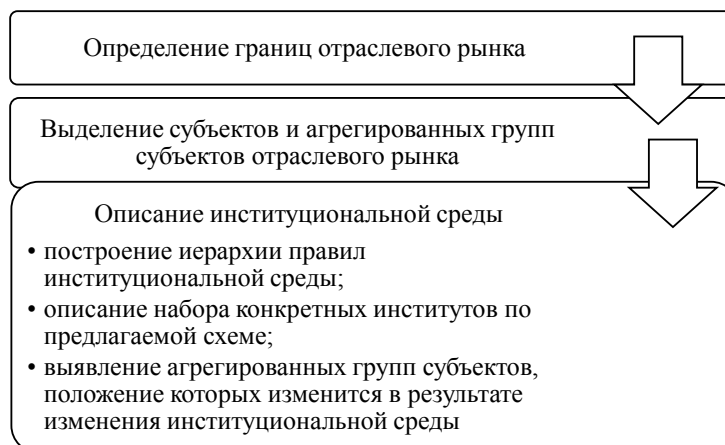 Определение границ отраслевого рынка
Выделение субъектов и агрегированных групп
субъектов отраслевого рынка
Описание институциональной среды
• построение иерархии правил
институциональной среды;
• описание набора конкретных институтов по
предлагаемой схеме;
• выявление агрегированных групп субъектов,
положение которых изменится в результате
изменения институциональной среды